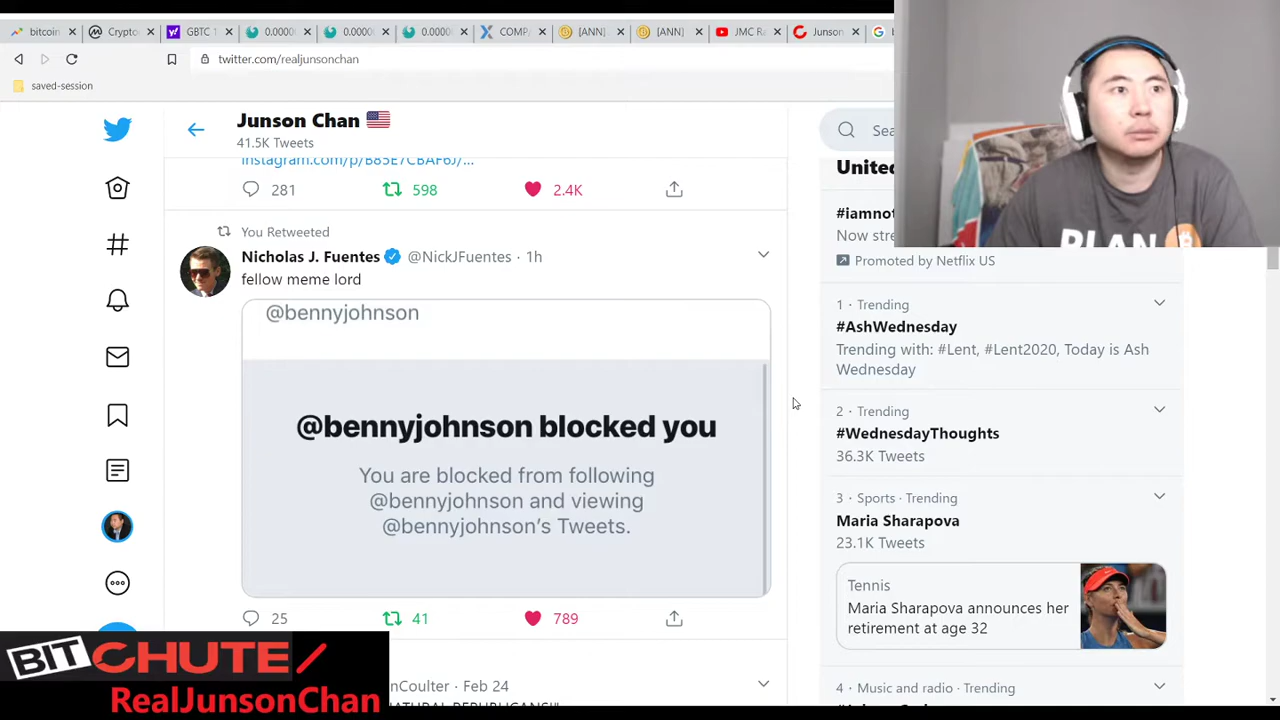 bitcoin
Crypto
GBTC 1
0.0000
0.000
0.0000
COMP
[ANN]
[ANN]
JMC R
Junson
twitter.com/realjunsonchan
saved-session
Junson Chan
41.5K Tweets
instagram.com/p/B85E7CBAF6J/...
281
598
2.4K
You Retweeted
Nicholas J. Fuentes @NickJFuentes · 1h
fellow meme lord
@bennyjohnson
@bennyjohnson blocked you
You are blocked from following
@bennyjohnson and viewing
@bennyjohnson's Tweets.
25
41
789
nCoulter · Feb 24
Sea
United
#iamnot
Now stre
Promoted by Netflix US
1 · Trending
#AshWednesday
Trending with: #Lent, #Lent2020, Today is Ash
Wednesday
2 · Trending
#WednesdayThoughts
36.3K Tweets
3 · Sports · Trending
Maria Sharapova
23.1K Tweets
Tennis
Maria Sharapova announces her
retirement at age 32
4 · Music and radio · Trending
PLAN
BITCHUTE/
RealJunsonChan